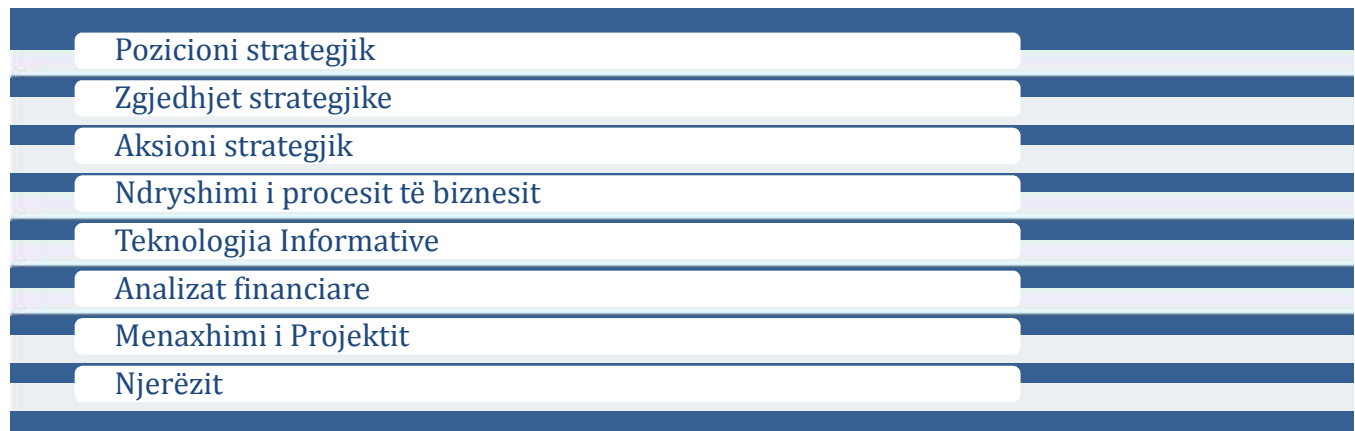 Pozicioni strategjik
Zgjedhjet strategjike
Aksioni strategjik
Ndryshimi i procesit të biznesit
Teknologjia Informative
Analizat financiare
Menaxhimi i Projektit
Njerëzit